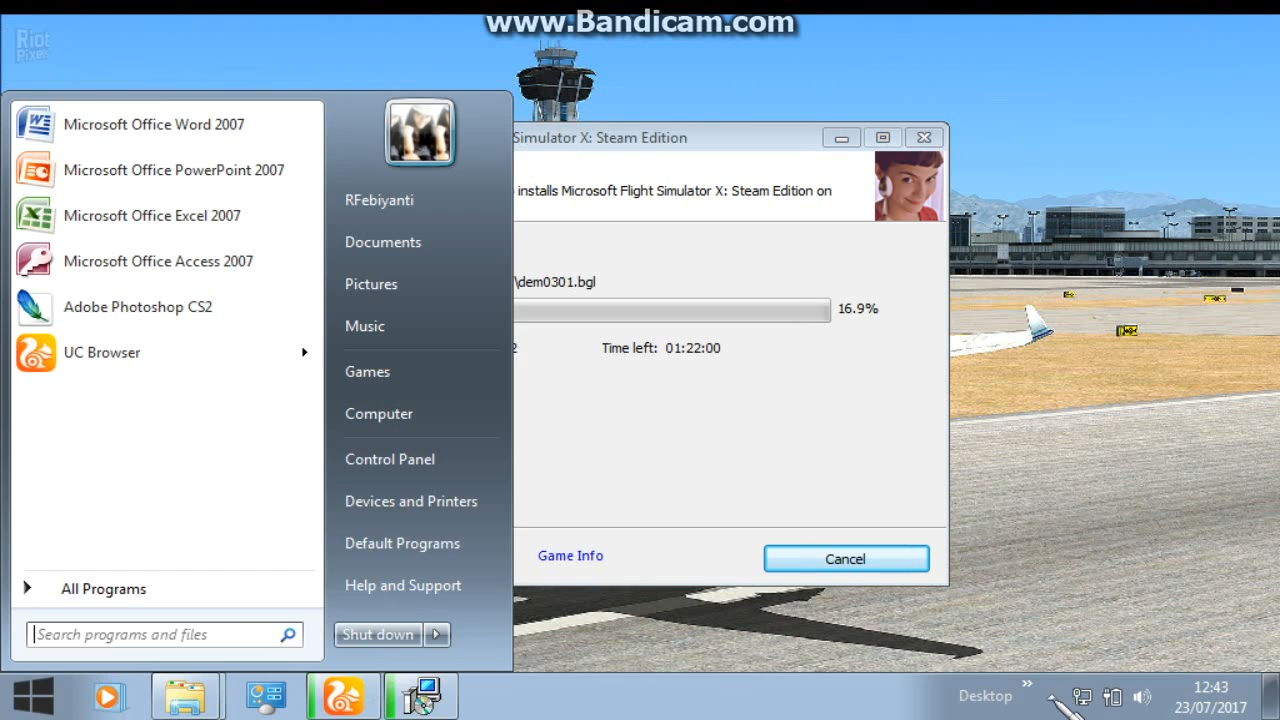 www.Bandicam.com
Riot
Pixels
Microsoft Office Word 2007
Microsoft Office PowerPoint 2007
Microsoft Office Excel 2007
Microsoft Office Access 2007
Adobe Photoshop CS2
UC Browser
All Programs
Search programs and files
RFebiyanti
Documents
Pictures
Music
Games
Computer
Control Panel
Devices and Printers
Default Programs
Help and Support
Shut down
Simulator X: Steam Edition
installs Microsoft Flight Simulator X: Steam Edition on
\dem0301.bgl
16.9%
2 Time left: 01:22:00
Game Info
Cancel
Desktop
12:43
23/07/2017